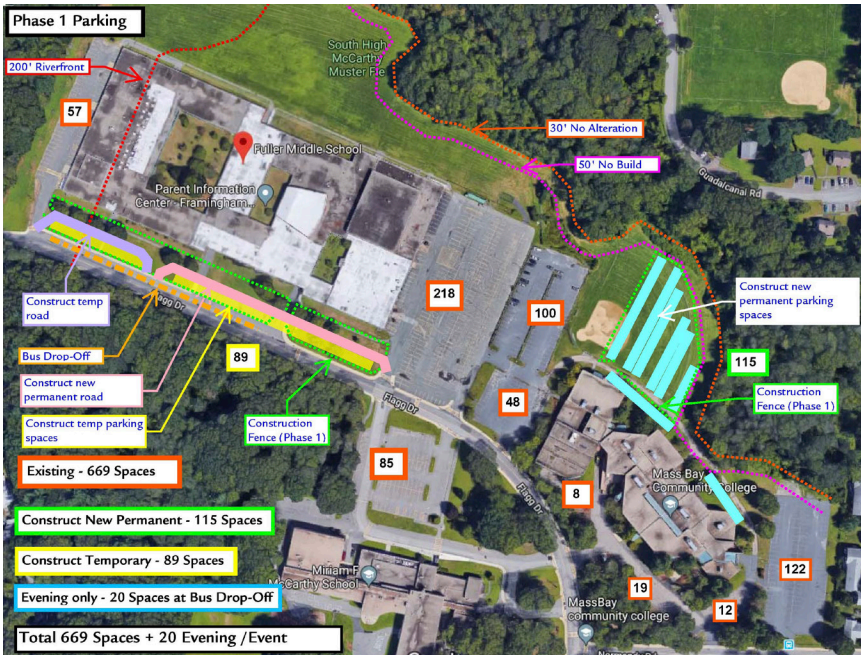 Phase 1 Parking
200' Riverfront
South High
McCarthy
Muster Fie
57
30' No Alteration
50' No Build
Fuller Middle School
Parent Information
Center - Framingham...
Guadalcanal Rd
Construct temp
road
Flagg Dr
218
100
Construct new
permanent parking
spaces
Bus Drop-Off
89
115
Construct new
permanent road
48
Construction
Fence (Phase 1)
Construct temp parking
spaces
Construction
Fence (Phase 1)
Flagg Dr
85
Existing - 669 Spaces
Mass Bay
Community College
8
Flagg Dr
Construct New Permanent - 115 Spaces
Construct Temporary - 89 Spaces
Miriam F
McCarthy School
122
Evening only - 20 Spaces at Bus Drop-Off
19
12
MassBay
community college
Total 669 Spaces + 20 Evening /Event